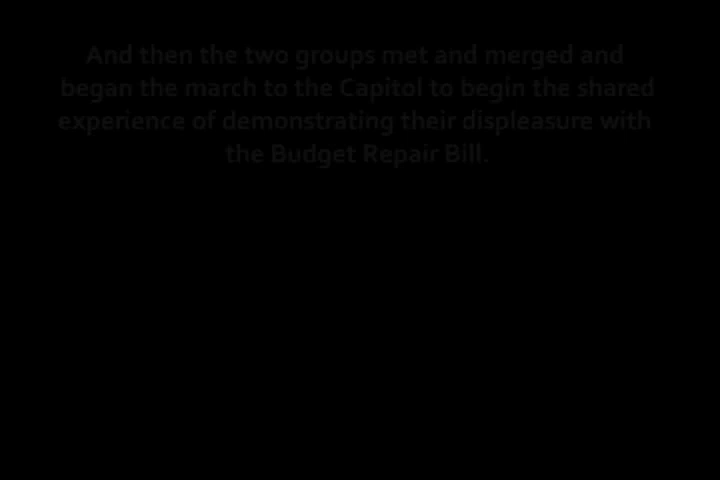 And then the two groups met and merged and
began the march to the Capitol to begin the shared
experience of demonstrating their displeasure with
the Budget Repair Bill.